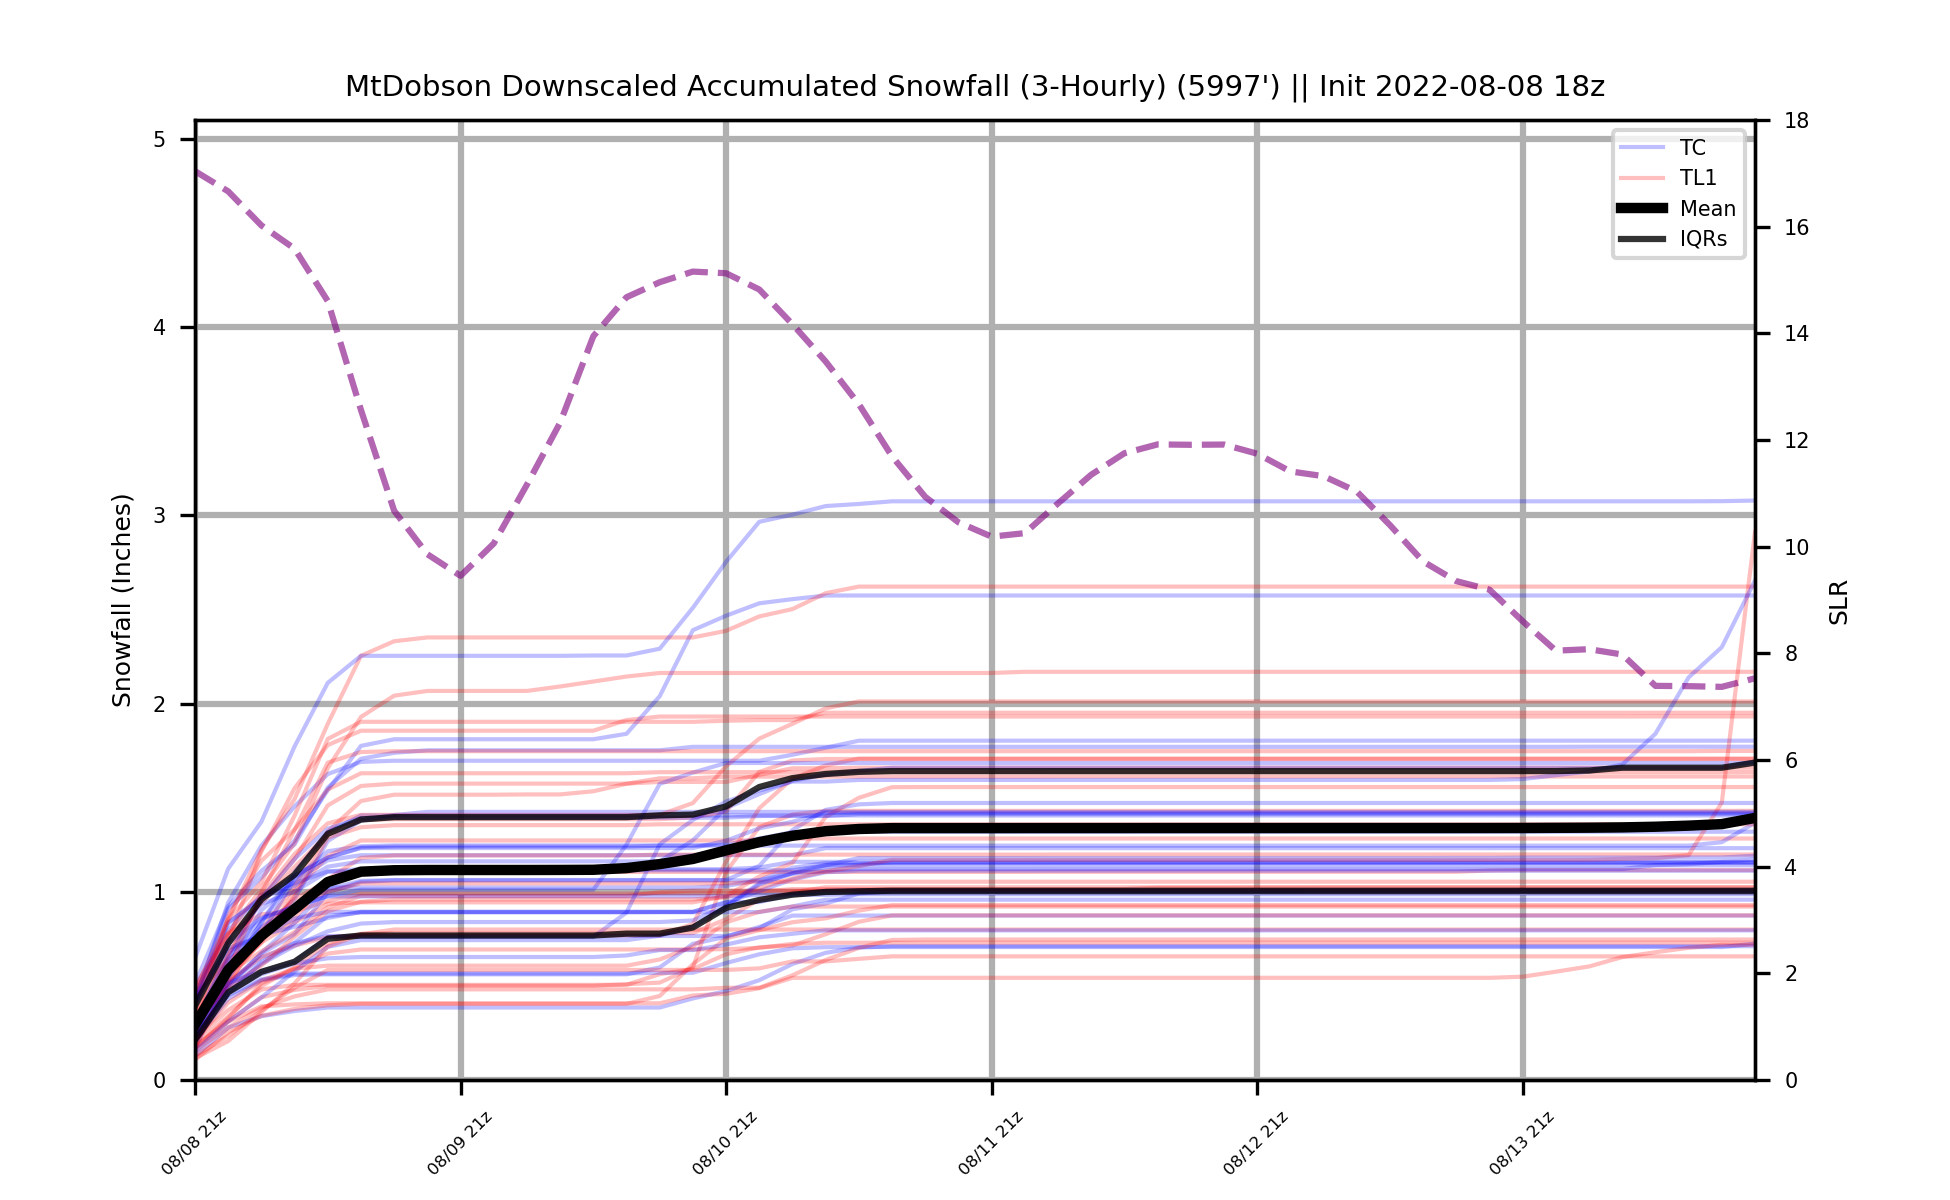 MtDobson Downscaled Accumulated Snowfall (3-Hourly) (5997') || Init 2022-08-08 18z
Snowfall (Inches)
5
4
3
2
1
0
18
16
14
12
10
8
6
4
2
0
SLR
TC
TL1
Mean
IQRs
08/08 21z
08/09 21z
08/10 21z
08/11 21z
08/12 21z
08/13 21z